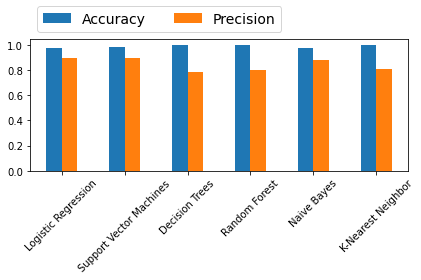 Accuracy Precision
1.0
0.8
0.6
0.4
0.2
0.0
Logistic Regression
Support Vector Machines
Decision Trees
Random Forest
Naive Bayes
K-Nearest Neighbor